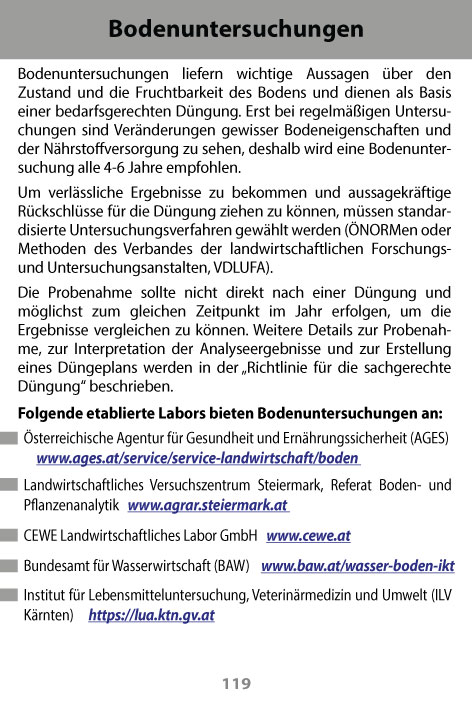 Bodenuntersuchungen
Bodenuntersuchungen liefern wichtige Aussagen über den
Zustand und die Fruchtbarkeit des Bodens und dienen als Basis
einer bedarfsgerechten Düngung. Erst bei regelmäßigen Untersu-
chungen sind Veränderungen gewisser Bodeneigenschaften und
der Nährstoffversorgung zu sehen, deshalb wird eine Bodenunter-
suchung alle 4-6 Jahre empfohlen.
Um verlässliche Ergebnisse zu bekommen und aussagekräftige
Rückschlüsse für die Düngung ziehen zu können, müssen standar-
disierte Untersuchungsverfahren gewählt werden (ÖNORMen oder
Methoden des Verbandes der landwirtschaftlichen Forschungs-
und Untersuchungsanstalten, VDLUFA).
Die Probenahme sollte nicht direkt nach einer Düngung und
möglichst zum gleichen Zeitpunkt im Jahr erfolgen, um die
Ergebnisse vergleichen zu können. Weitere Details zur Probenah-
me, zur Interpretation der Analyseergebnisse und zur Erstellung
eines Düngeplans werden in der „Richtlinie für die sachgerechte
Düngung“ beschrieben.
Folgende etablierte Labors bieten Bodenuntersuchungen an:
Österreichische Agentur für Gesundheit und Ernährungssicherheit (AGES)
www.ages.at/service/service-landwirtschaft/boden
Landwirtschaftliches Versuchszentrum Steiermark, Referat Boden- und
Pflanzenanalytik www.agrar.steiermark.at
CEWE Landwirtschaftliches Labor GmbH www.cewe.at
Bundesamt für Wasserwirtschaft (BAW) www.baw.at/wasser-boden-ikt
Institut für Lebensmitteluntersuchung, Veterinärmedizin und Umwelt (ILV
Kärnten) https://lua.ktn.gv.at
119